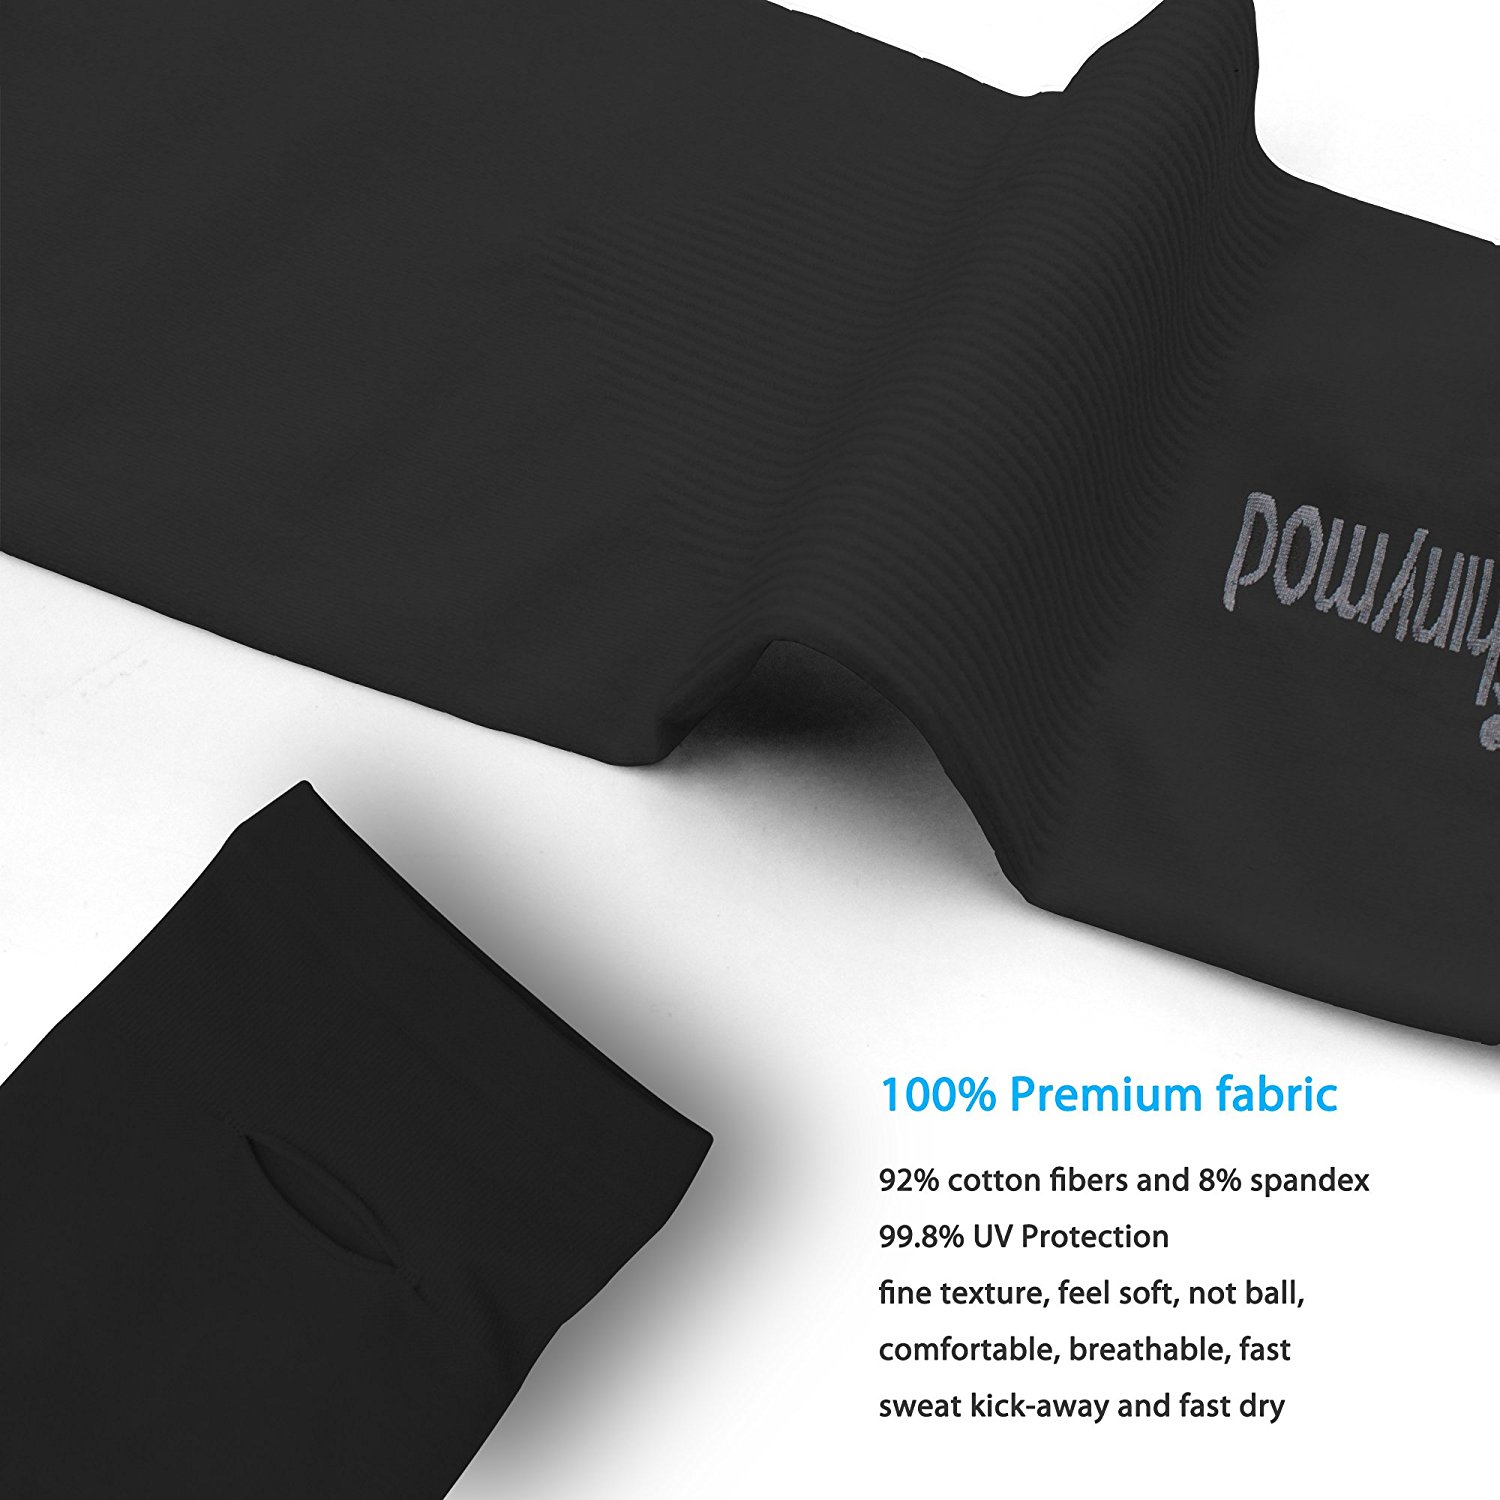 hinymod
100% Premium fabric
92% cotton fibers and 8% spandex
99.8% UV Protection
fine texture, feel soft, not ball,
comfortable, breathable, fast
sweat kick-away and fast dry